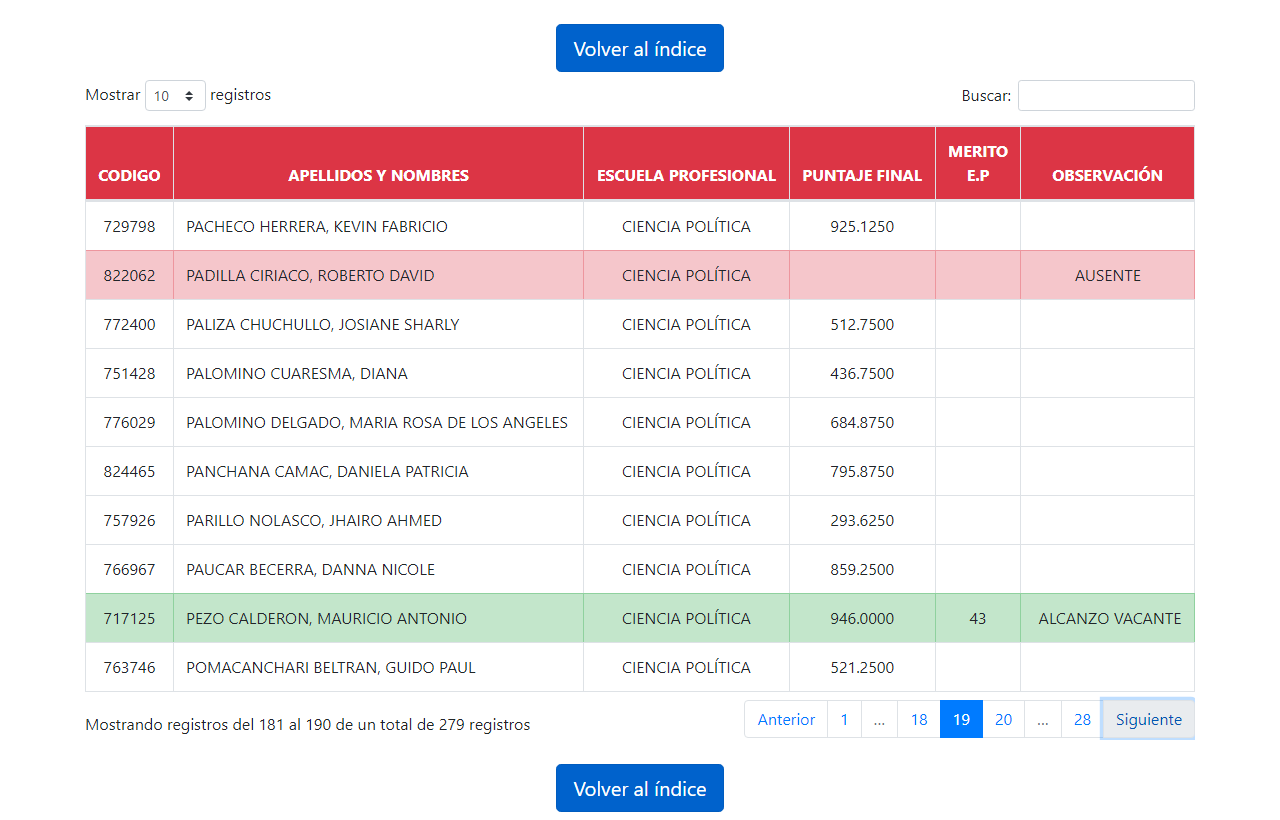 Volver al índice
Mostrar 10 registros Buscar:
CODIGO APELLIDOS Y NOMBRES ESCUELA PROFESIONAL PUNTAJE FINAL MERITO E.P OBSERVACIÓN
729798 PACHECO HERRERA, KEVIN FABRICIO CIENCIA POLÍTICA 925.1250
822062 PADILLA CIRIACO, ROBERTO DAVID CIENCIA POLÍTICA AUSENTE
772400 PALIZA CHUCHULLO, JOSIANE SHARLY CIENCIA POLÍTICA 512.7500
751428 PALOMINO CUARESMA, DIANA CIENCIA POLÍTICA 436.7500
776029 PALOMINO DELGADO, MARIA ROSA DE LOS ANGELES CIENCIA POLÍTICA 684.8750
824465 PANCHANA CAMAC, DANIELA PATRICIA CIENCIA POLÍTICA 795.8750
757926 PARILLO NOLASCO, JHAIRO AHMED CIENCIA POLÍTICA 293.6250
766967 PAUCAR BECERRA, DANNA NICOLE CIENCIA POLÍTICA 859.2500
717125 PEZO CALDERON, MAURICIO ANTONIO CIENCIA POLÍTICA 946.0000 43 ALCANZO VACANTE
763746 POMACANCHARI BELTRAN, GUIDO PAUL CIENCIA POLÍTICA 521.2500
Mostrando registros del 181 al 190 de un total de 279 registros Anterior 1 ... 18 19 20 ... 28 Siguiente
Volver al índice